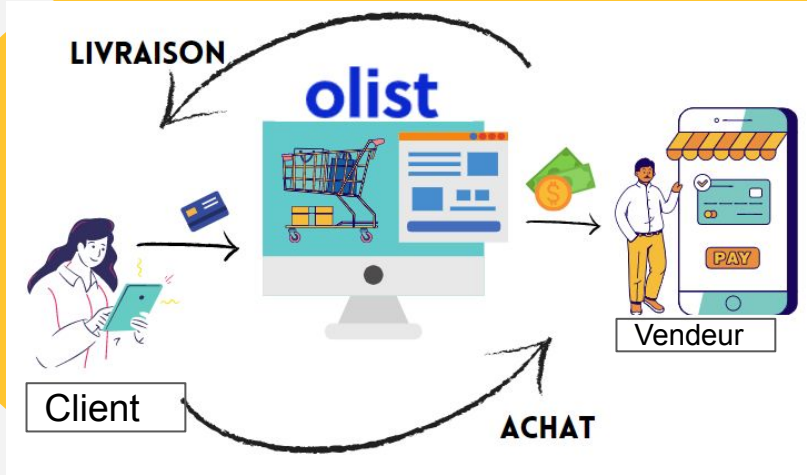 LIVRAISON
olist
PAY
Vendeur
Client
ACHAT